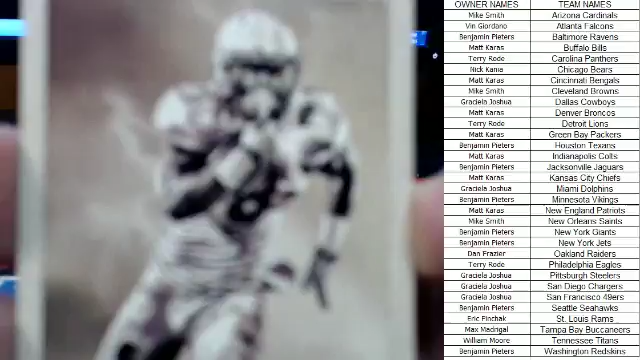 OWNER NAMES TEAM NAMES
Mike Smith Arizona Cardinals
Vin Giordano Atlanta Falcons
Benjamin Pieters Baltimore Ravens
Matt Karas Buffalo Bills
Terry Rode Carolina Panthers
Nick Kania Chicago Bears
Matt Karas Cincinnati Bengals
Mike Smith Cleveland Browns
Graciela Joshua Dallas Cowboys
Matt Karas Denver Broncos
Terry Rode Detroit Lions
Matt Karas Green Bay Packers
Benjamin Pieters Houston Texans
Matt Karas Indianapolis Colts
Benjamin Pieters Jacksonville Jaguars
Matt Karas Kansas City Chiefs
Graciela Joshua Miami Dolphins
Benjamin Pieters Minnesota Vikings
Matt Karas New England Patriots
Mike Smith New Orleans Saints
Benjamin Pieters New York Giants
Benjamin Pieters New York Jets
Dan Frazier Oakland Raiders
Terry Rode Philadelphia Eagles
Graciela Joshua Pittsburgh Steelers
Graciela Joshua San Diego Chargers
Graciela Joshua San Francisco 49ers
Benjamin Pieters Seattle Seahawks
Eric Finchak St. Louis Rams
Max Madrigal Tampa Bay Buccaneers
William Moore Tennessee Titans
Benjamin Pieters Washington Redskins